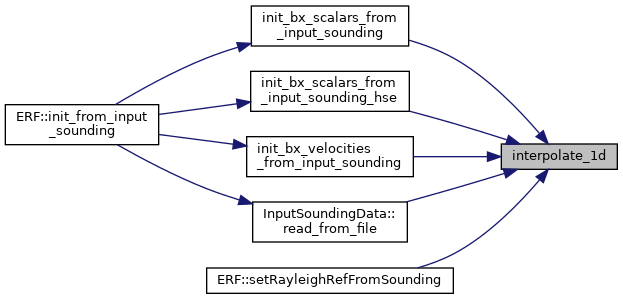 init_bx_scalars_from
_input_sounding
init_bx_scalars_from
_input_sounding_hse
ERF::init_from_input
_sounding
init_bx_velocities
_from_input_sounding
interpolate_1d
InputSoundingData::
read_from_file
ERF::setRayleighRefFromSounding